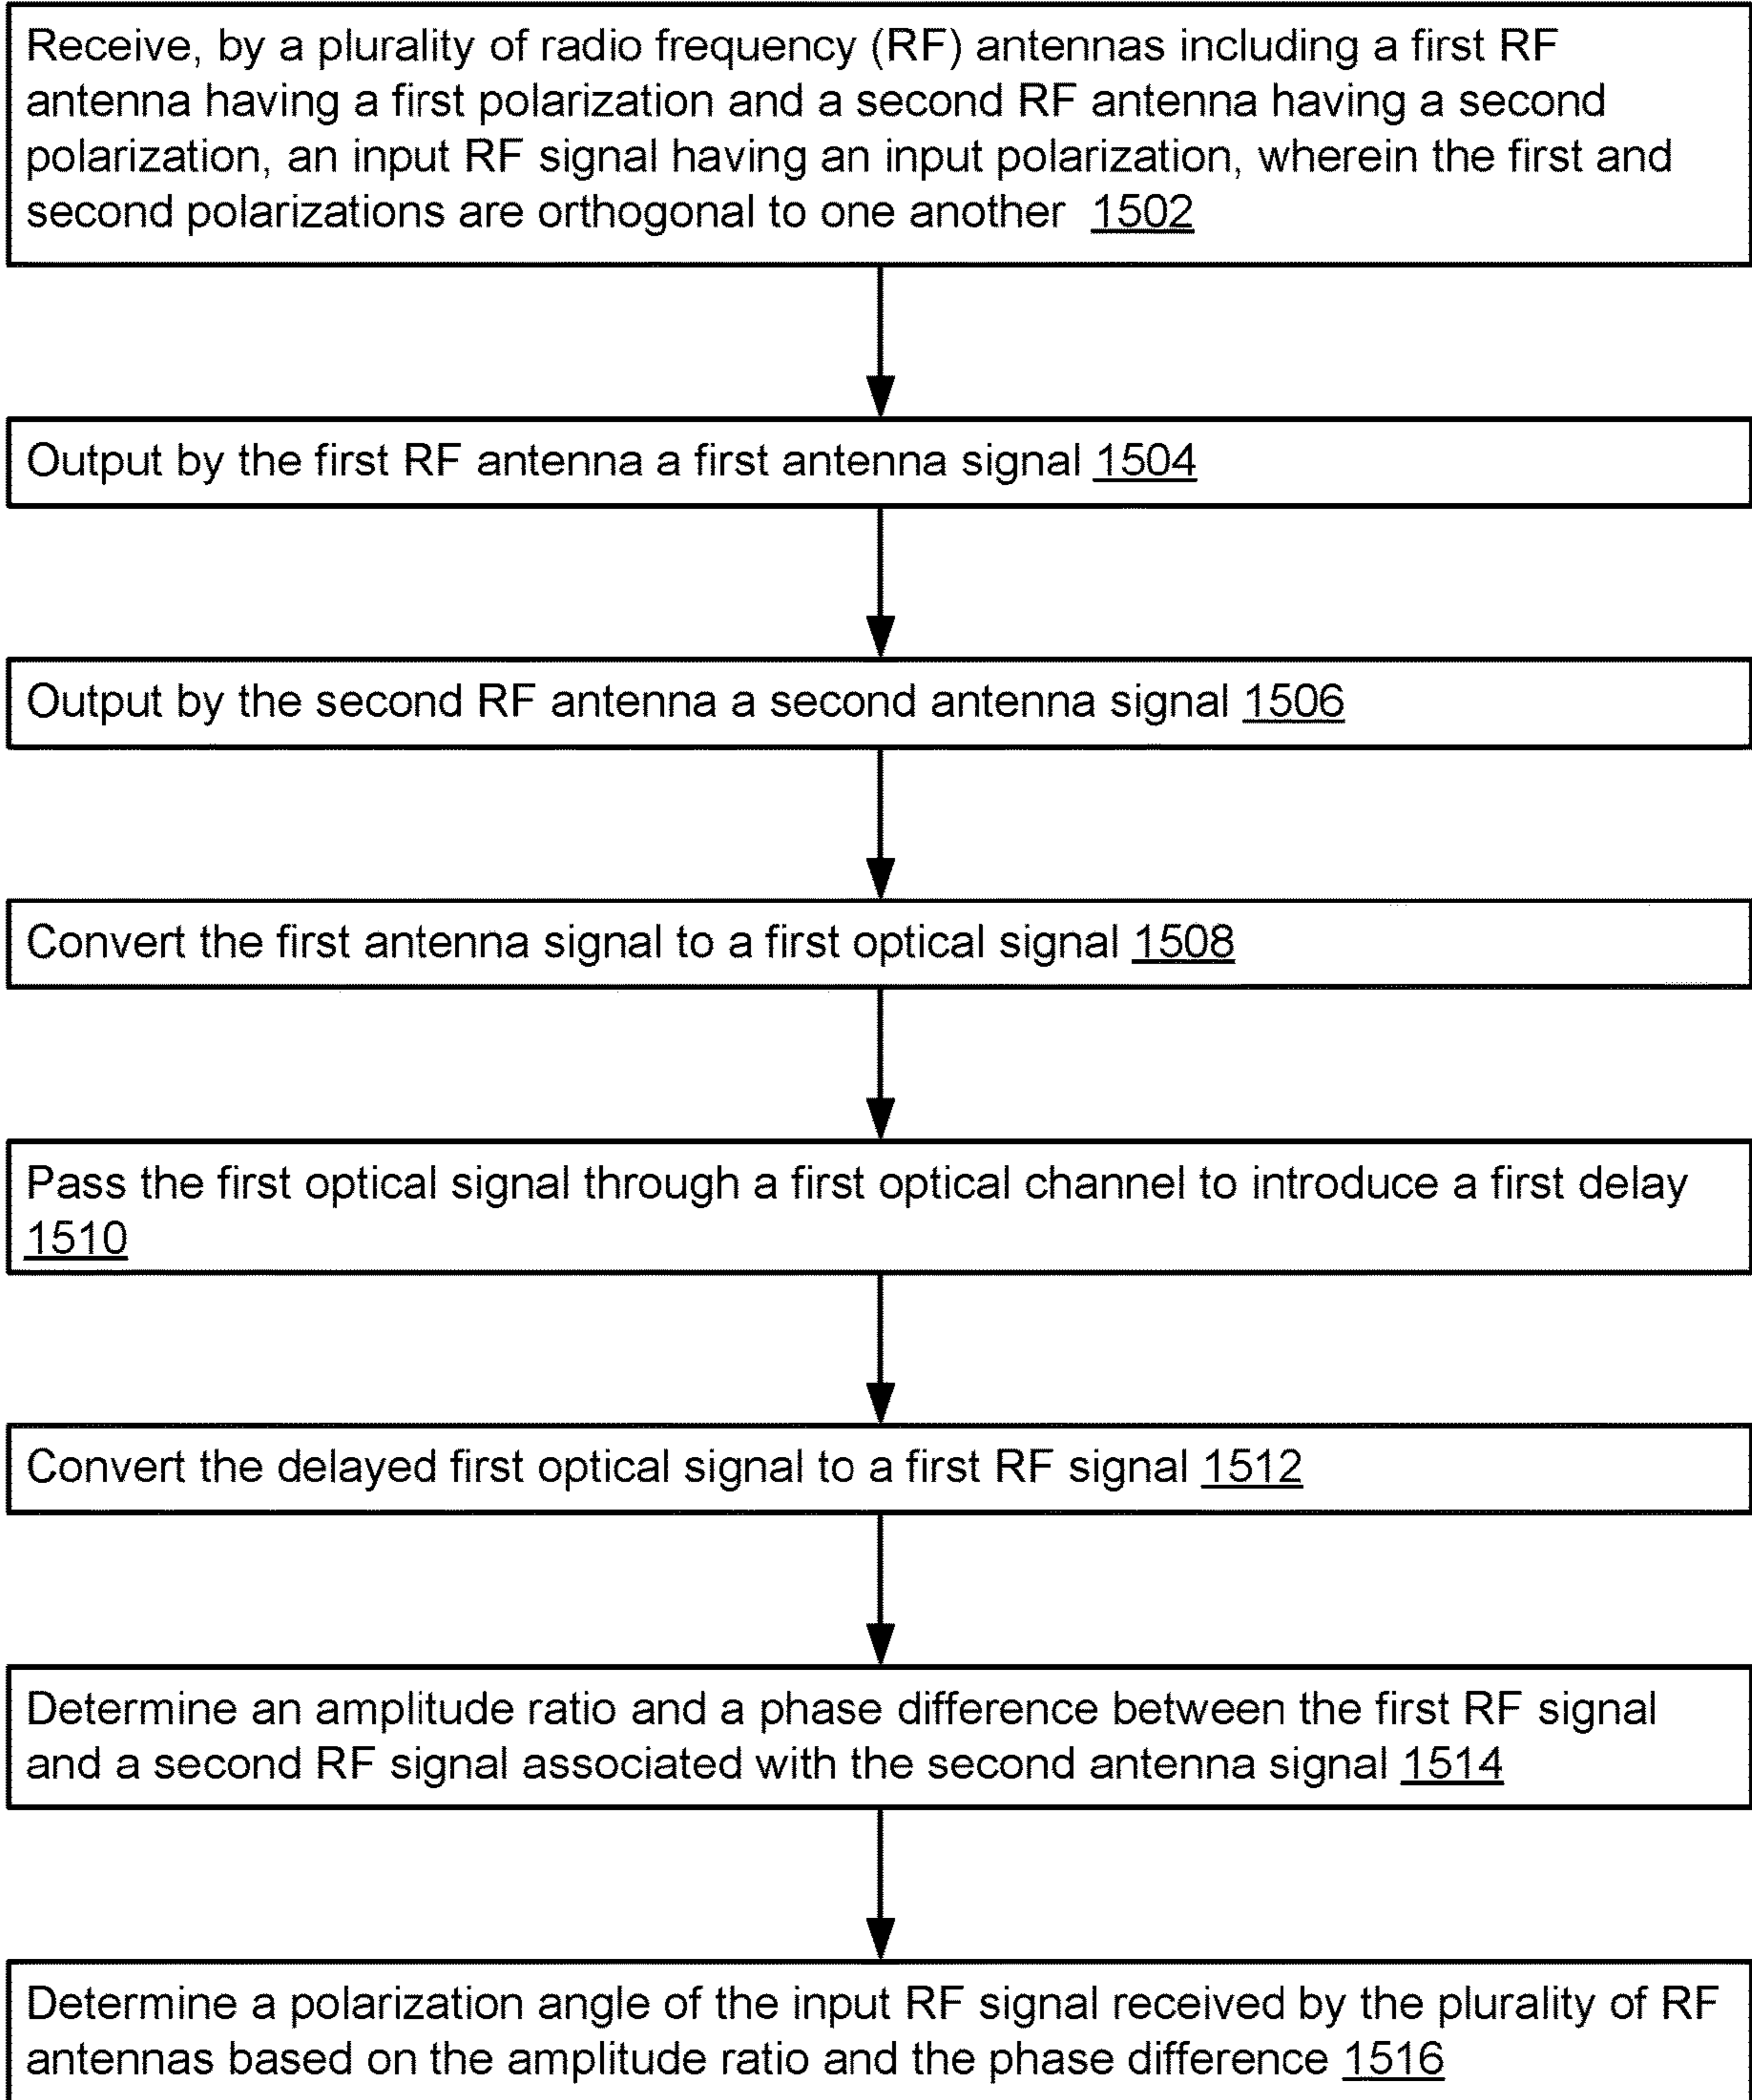 Receive, by a plurality of radio frequency (RF) antennas including a first RF
antenna having a first polarization and a second RF antenna having a second
polarization, an input RF signal having an input polarization, wherein the first and
second polarizations are orthogonal to one another 1502
Output by the first RF antenna a first antenna signal 1504
Output by the second RF antenna a second antenna signal 1506
Convert the first antenna signal to a first optical signal 1508
Pass the first optical signal through a first optical channel to introduce a first delay
1510
Convert the delayed first optical signal to a first RF signal 1512
Determine an amplitude ratio and a phase difference between the first RF signal
and a second RF signal associated with the second antenna signal 1514
Determine a polarization angle of the input RF signal received by the plurality of RF
antennas based on the amplitude ratio and the phase difference 1516